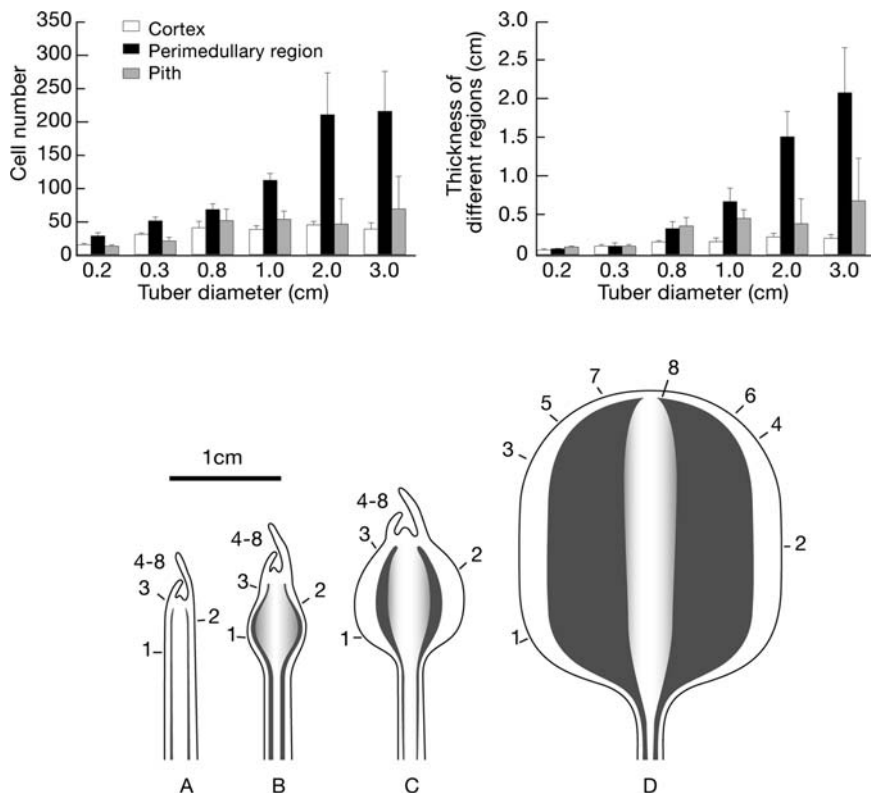 350
300
250
200
150
100
50
0
Cell number
Cortex
Perimedullary region
Pith
0.2 0.3 0.8 1.0 2.0 3.0
Tuber diameter (cm)
3.0
2.5
2.0
1.5
1.0
0.5
0
Thickness of
different regions (cm)
0.2 0.3 0.8 1.0 2.0 3.0
Tuber diameter (cm)
1cm
4-8
3
2
1
A
4-8
3
2
1
B
4-8
3
2
1
C
8
7
6
5
4
3
2
1
D